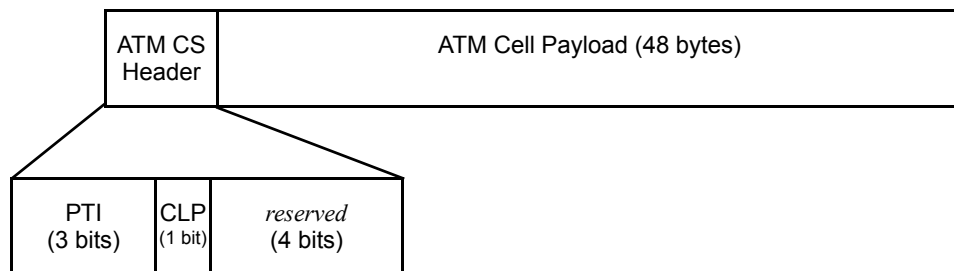 ATM CS
Header
ATM Cell Payload (48 bytes)
PTI
(3 bits)
CLP
(1 bit)
reserved
(4 bits)